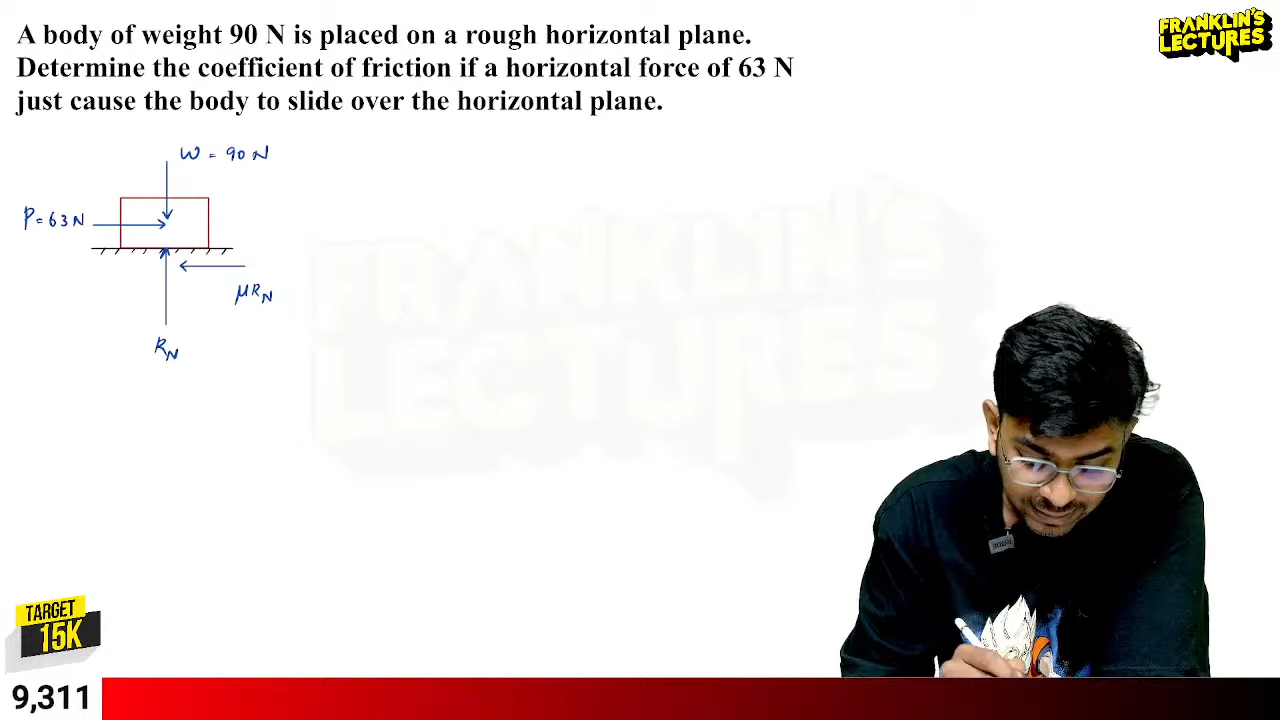 A body of weight 90 N is placed on a rough horizontal plane.
Determine the coefficient of friction if a horizontal force of 63 N
just cause the body to slide over the horizontal plane.
FRANKLIN'S
LECTURES
W = 90 N
P = 63 N
μR_N
R_N
FRANKLIN'S
LECTURES
TARGET
15K
9,311